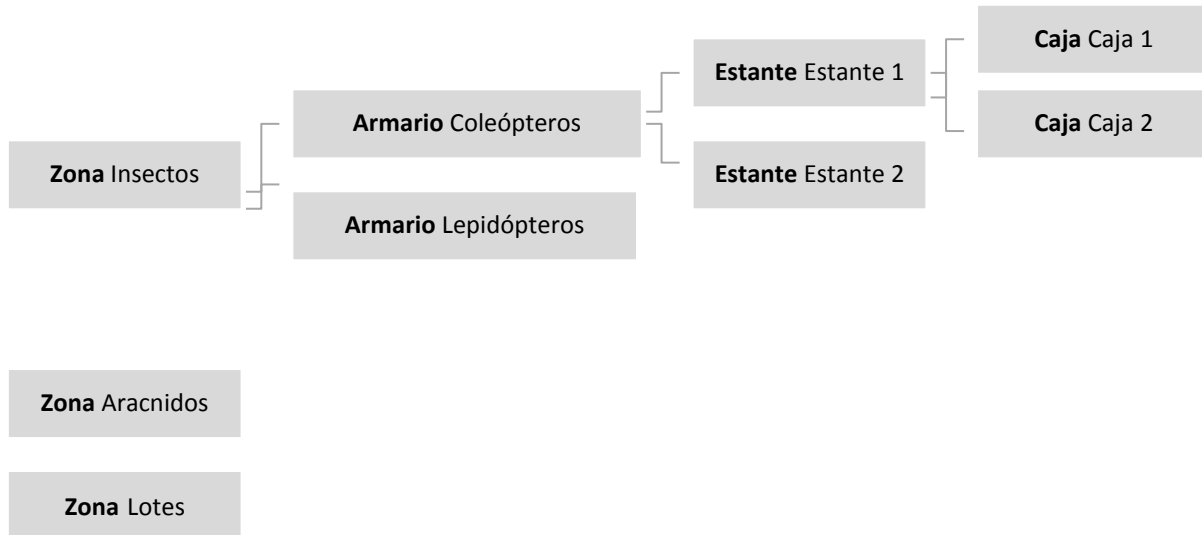 Zona Insectos
Armario Coleópteros
Armario Lepidópteros
Estante Estante 1
Estante Estante 2
Caja Caja 1
Caja Caja 2
Zona Aracnidos
Zona Lotes